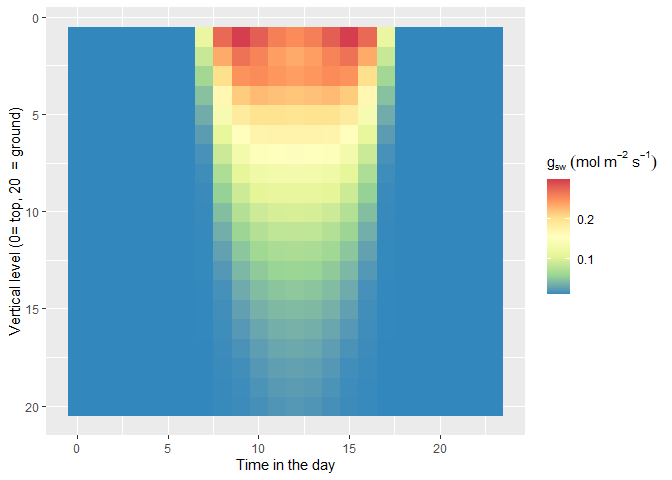 0
5
10
15
20
Vertical level (0= top, 20 = ground)
0 5 10 15 20
Time in the day
gsw (mol m−2 s−1)
0.2
0.1